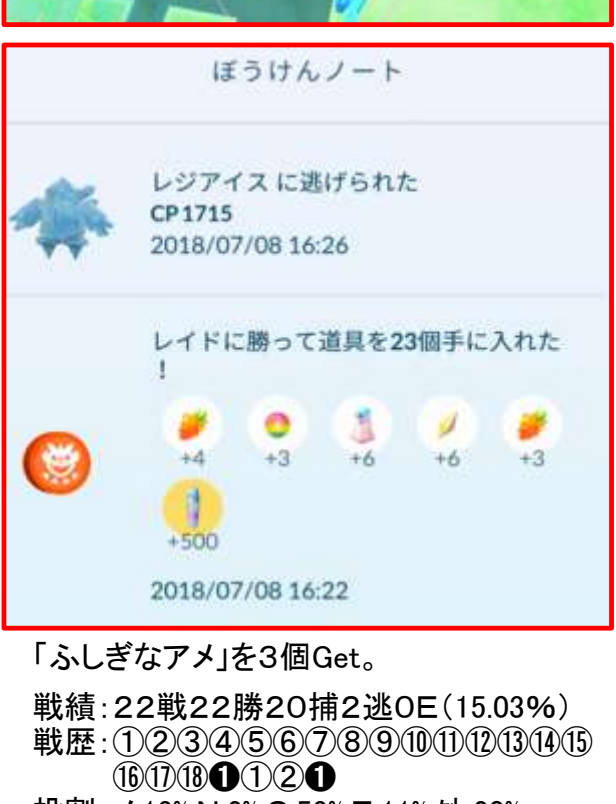 ぼうけんノート
レジアイス に逃げられた
CP1715
2018/07/08 16:26
レイドに勝って道具を23個手に入れた
!
+4 +3 +6 +6 +3
+500
2018/07/08 16:22
「ふしぎなアメ」を3個Get。
戦績:22戦22勝20捕2逃0E(15.03%)
戦歴:①②③④⑤⑥⑦⑧⑨⑩⑪⑫⑬⑭⑮
⑯⑰⑱❶①②❶